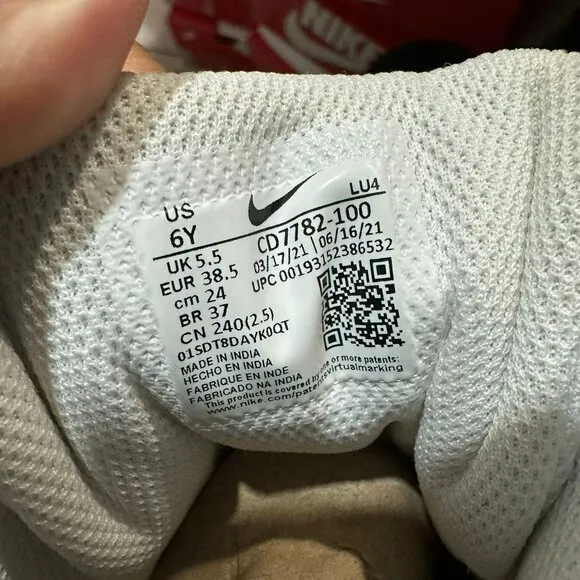 NIKE
US
6Y
LU4
UK 5.5
EUR 38.5
cm 24
BR 37
CN 240(2.5)
CD7782-100
03/17/21 | 06/16/21
UPC 00193152386532
01SDT8DAYK0QT
MADE IN INDIA
HECHO EN INDIA
FABRIQUE EN INDE
FABRICADO NA INDIA
This product is covered by one or more patents:
www.nike.com/patentsvirtualmarking